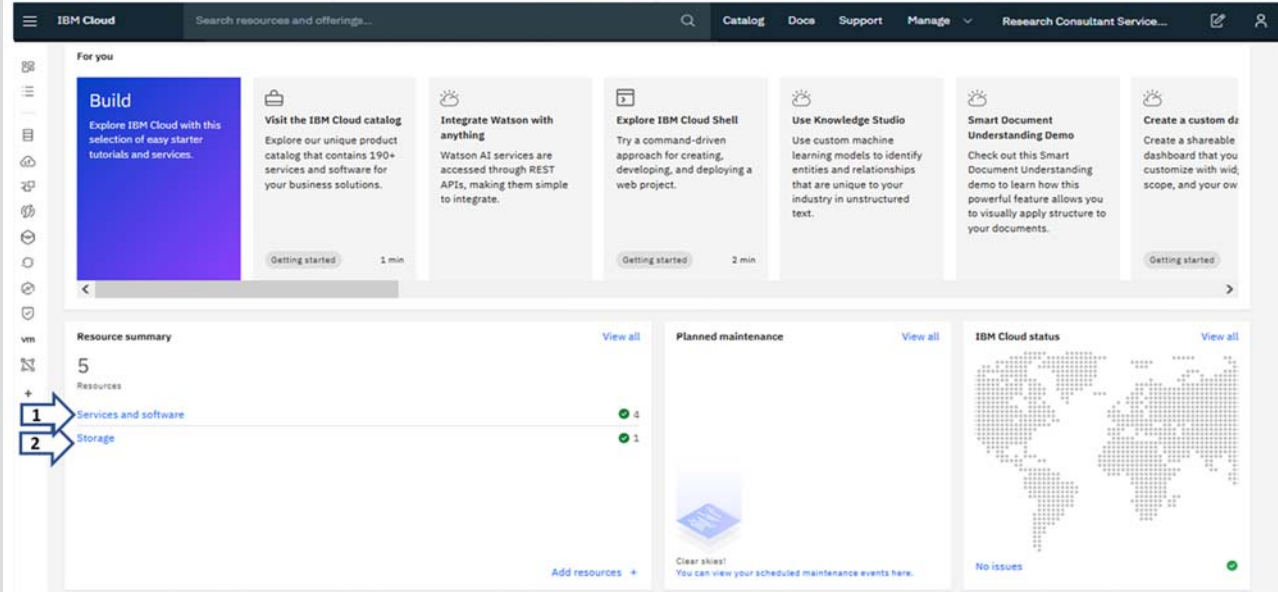 IBM Cloud Search resources and offerings... Catalog Docs Support Manage Research Consultant Service...
For you
Build
Explore IBM Cloud with this
selection of easy starter
tutorials and services.
Visit the IBM Cloud catalog
Explore our unique product
catalog that contains 190+
services and software for
your business solutions.
Getting started 1 min
Integrate Watson with
anything
Watson AI services are
accessed through REST
APIs, making them simple
to integrate.
Explore IBM Cloud Shell
Try a command-driven
approach for creating,
developing, and deploying a
web project.
Getting started 2 min
Use Knowledge Studio
Use custom machine
learning models to identify
entities and relationships
that are unique to your
industry in unstructured
text.
Smart Document
Understanding Demo
Check out this Smart
Document Understanding
demo to learn how this
powerful feature allows you
to visually apply structure to
your documents.
Create a custom da
Create a shareable
dashboard that you
customize with widg
scope, and your ow
Getting started
vm
Resource summary View all
5
Resources
1 Services and software 4
2 Storage 1
Add resources +
Planned maintenance View all
Clear skies!
You can view your scheduled maintenance events here.
IBM Cloud status View all
No issues